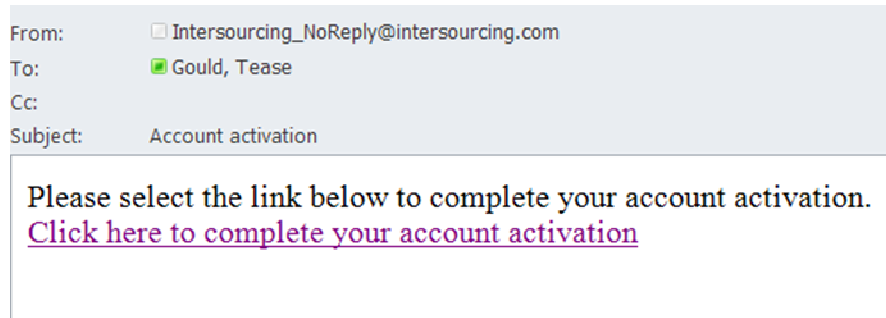 From: Intersourcing_NoReply@intersourcing.com
To: Gould, Tease
Cc:
Subject: Account activation
Please select the link below to complete your account activation.
Click here to complete your account activation